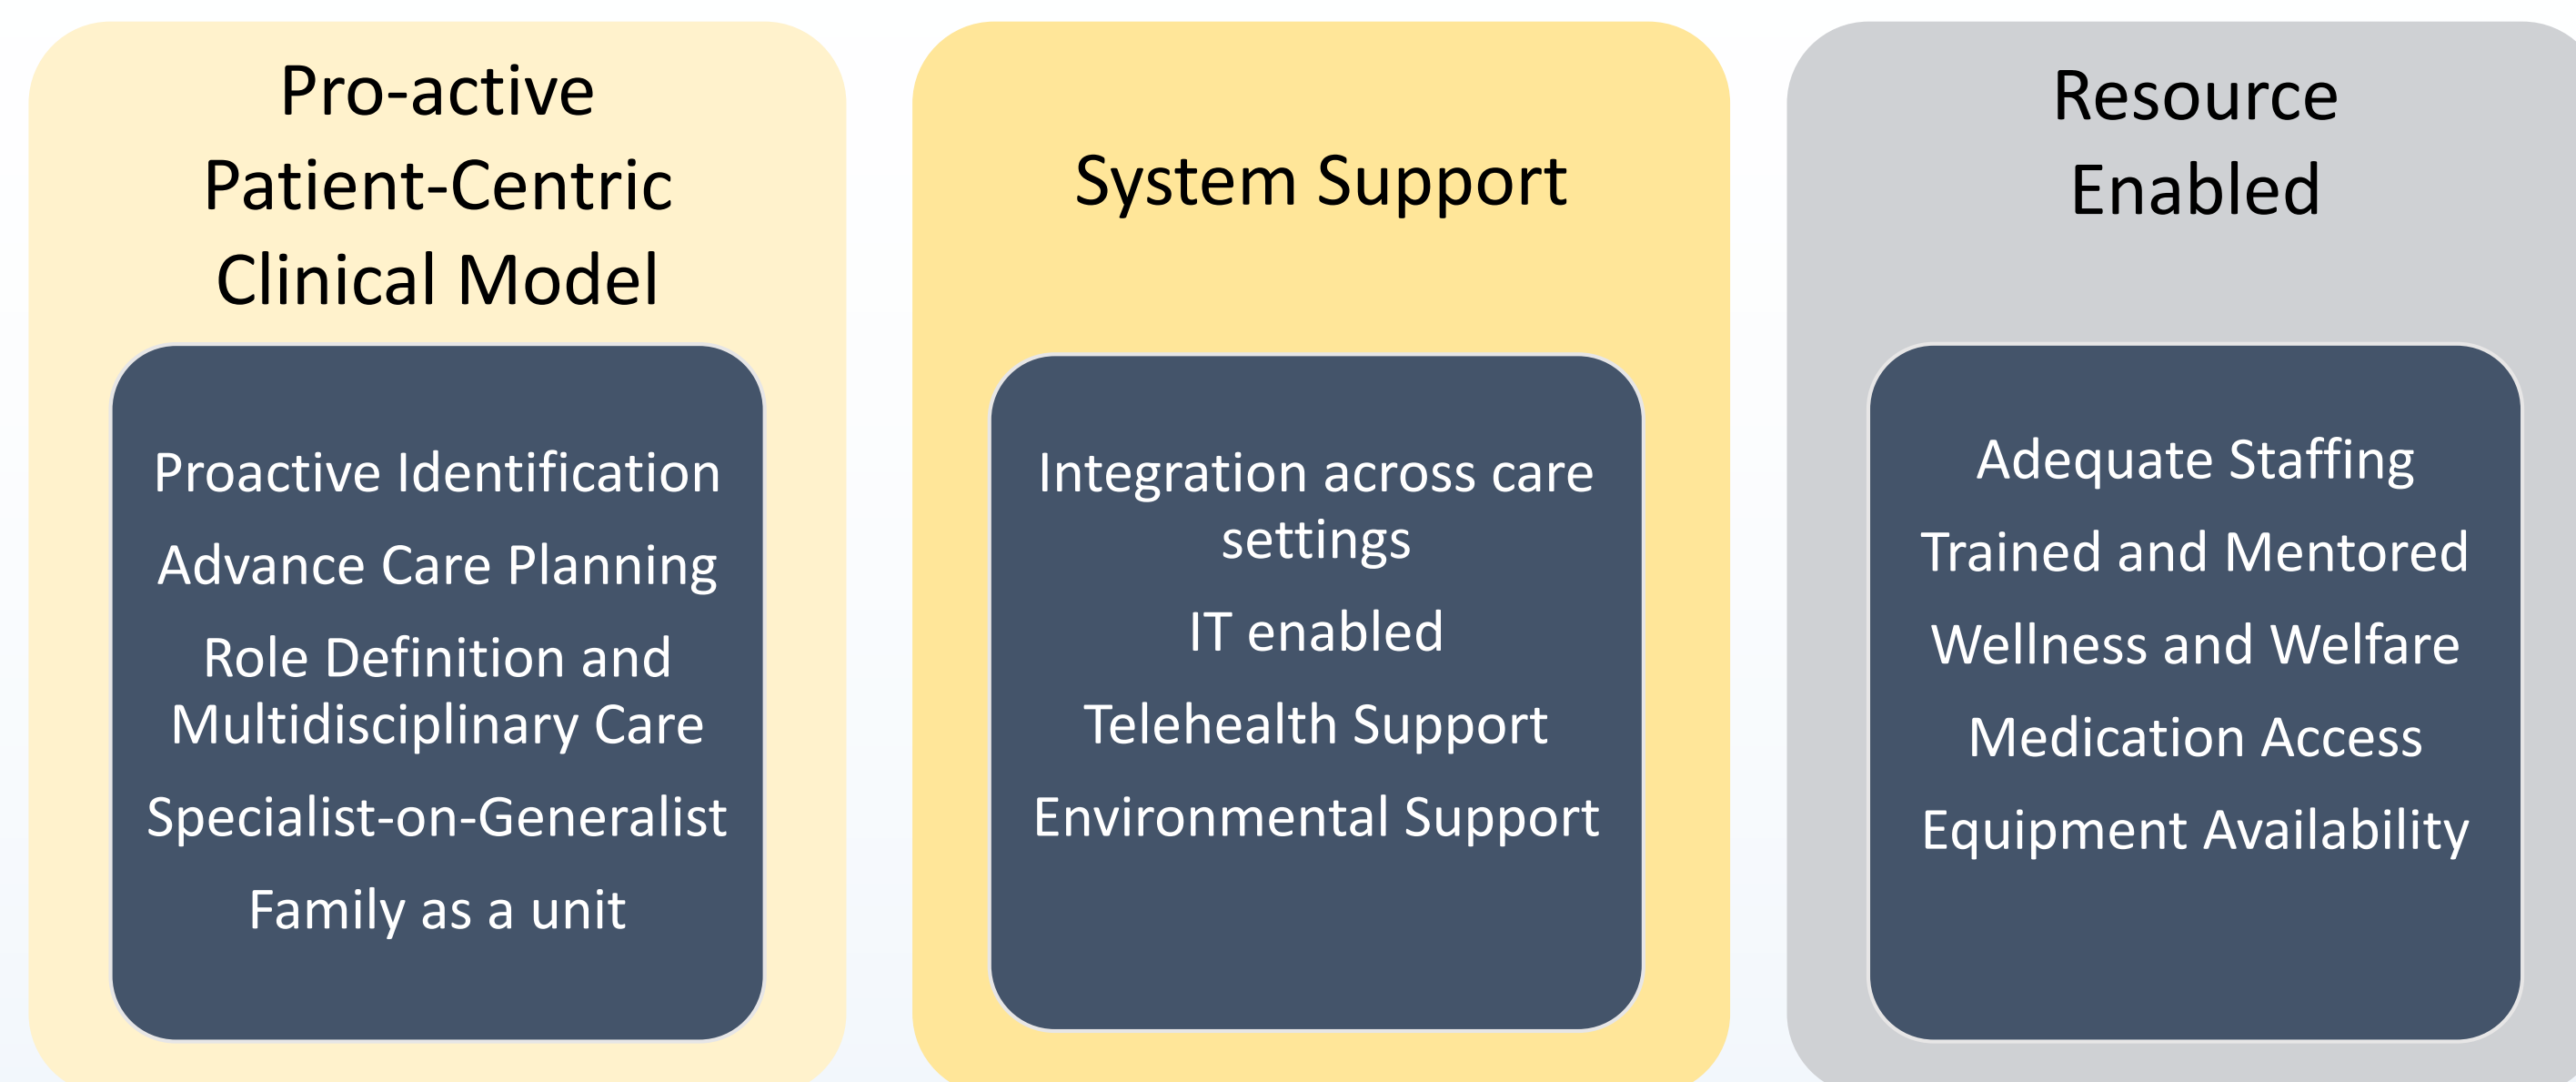 Pro-active
Patient-Centric
Clinical Model
Proactive Identification
Advance Care Planning
Role Definition and
Multidisciplinary Care
Specialist-on-Generalist
Family as a unit
System Support
Integration across care
settings
IT enabled
Telehealth Support
Environmental Support
Resource
Enabled
Adequate Staffing
Trained and Mentored
Wellness and Welfare
Medication Access
Equipment Availability